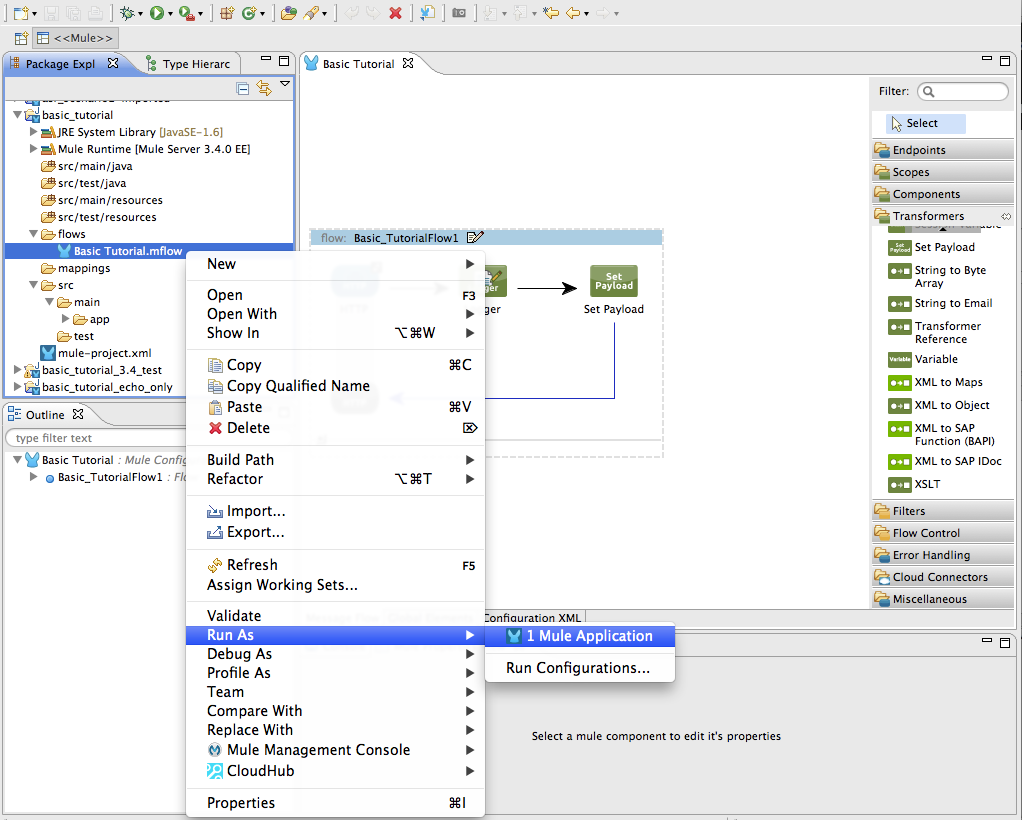 <<Mule>>
Package Expl
Type Hierarc
basic_tutorial
JRE System Library [JavaSE-1.6]
Mule Runtime [Mule Server 3.4.0 EE]
src/main/java
src/test/java
src/main/resources
src/test/resources
flows
Basic Tutorial.mflow
mappings
src
main
app
test
mule-project.xml
basic_tutorial_3.4_test
basic_tutorial_echo_only
Outline
type filter text
Basic Tutorial : Mule Config
Basic_TutorialFlow1 : Flo
New
Open F3
Open With
Show In ⌥⌘W
Copy ⌘C
Copy Qualified Name
Paste ⌘V
Delete ⌦
Build Path
Refactor ⌥⌘T
Import...
Export...
Refresh F5
Assign Working Sets...
Validate
Run As
Debug As
Profile As
Team
Compare With
Replace With
Mule Management Console
CloudHub
Properties ⌘I
1 Mule Application
Run Configurations...
Basic Tutorial
flow: Basic_TutorialFlow1
ger
Set
Payload
ger
Set Payload
Configuration XML
Select a mule component to edit it's properties
Filter:
Select
Endpoints
Scopes
Components
Transformers
Set
Payload
Set Payload
String to Byte
Array
String to Email
Transformer
Reference
Variable
Variable
XML to Maps
XML to Object
XML to SAP
Function (BAPI)
XML to SAP IDoc
XSLT
Filters
Flow Control
Error Handling
Cloud Connectors
Miscellaneous